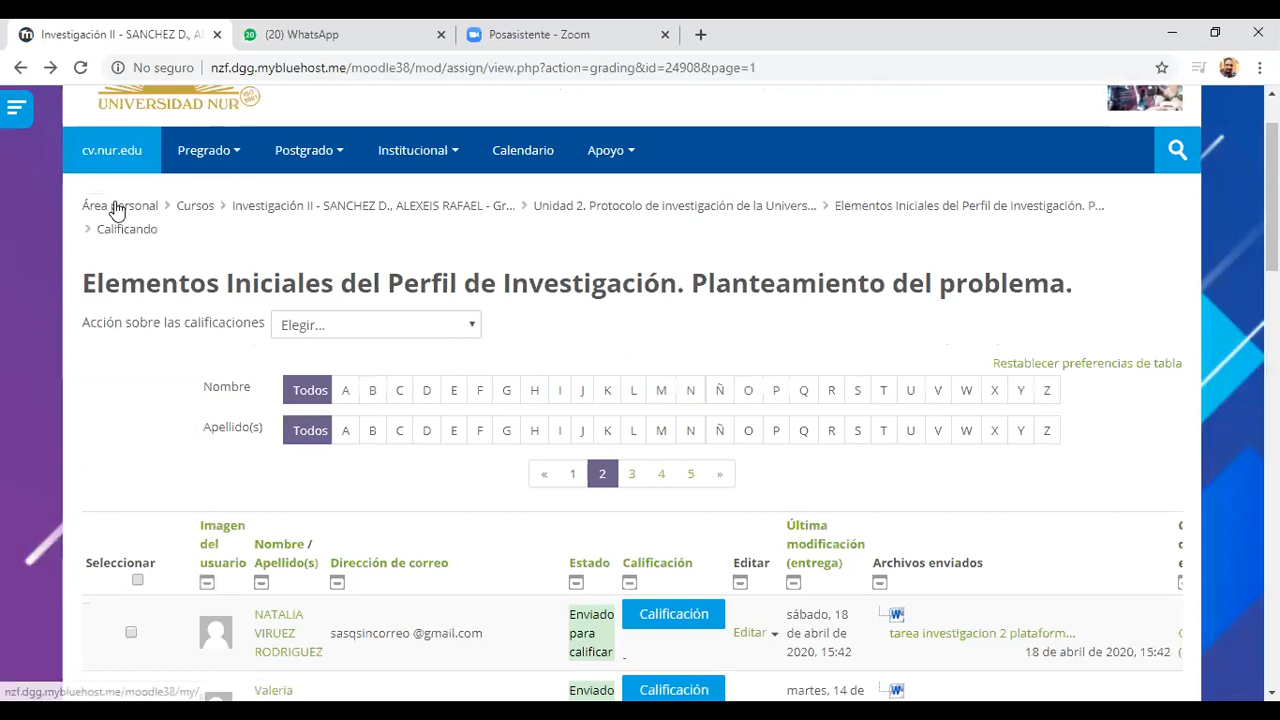 Investigación II - SANCHEZ D., AL
(20) WhatsApp
Posasistente - Zoom
No seguro
nzf.dgg.mybluehost.me/moodle38/mod/assign/view.php?action=grading&id=24908&page=1
UNIVERSIDAD NUR
cv.nur.edu
Pregrado
Postgrado
Institucional
Calendario
Apoyo
Área personal
Cursos
Investigación II - SANCHEZ D., ALEXEIS RAFAEL - Gr...
Unidad 2. Protocolo de investigación de la Univers...
Elementos Iniciales del Perfil de Investigación. P...
Calificando
Elementos Iniciales del Perfil de Investigación. Planteamiento del problema.
Acción sobre las calificaciones
Elegir...
Restablecer preferencias de tabla
Nombre
Todos A B C D E F G H I J K L M N Ñ O P Q R S T U V W X Y Z
Apellido(s)
Todos A B C D E F G H I J K L M N Ñ O P Q R S T U V W X Y Z
« 1 2 3 4 5 »
Seleccionar
Imagen
del
usuario
Nombre /
Apellido(s)
Dirección de correo
Estado
Calificación
Editar
Última
modificación
(entrega)
Archivos enviados
NATALIA
VIRUEZ
RODRIGUEZ
sasqsincorreo @gmail.com
Enviado
para
calificar
Calificación
-
Editar
sábado, 18
de abril de
2020, 15:42
tarea investigacion 2 plataform...
18 de abril de 2020, 15:42
Valeria
Enviado
Calificación
martes, 14 de
nzf.dgg.mybluehost.me/moodle38/my/